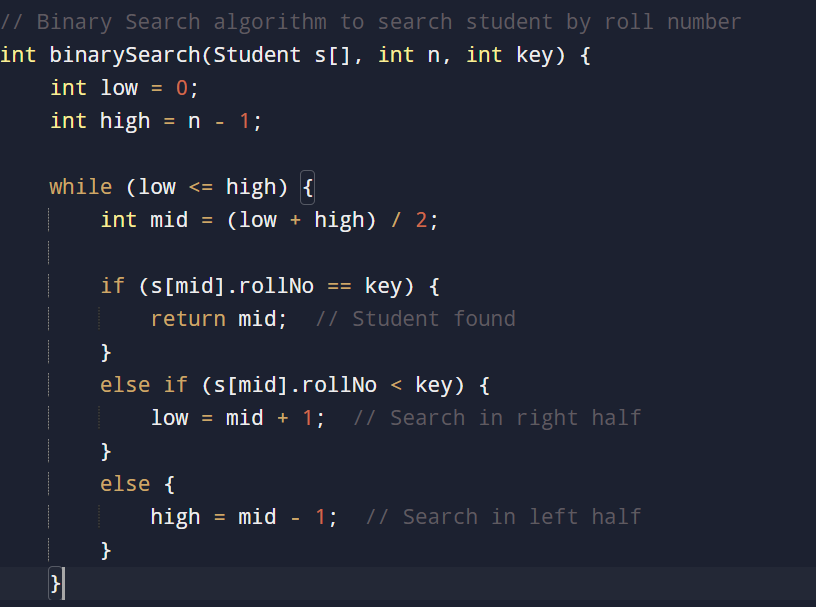 // Binary Search algorithm to search student by roll number
int binarySearch(Student s[], int n, int key) {
    int low = 0;
    int high = n - 1;

    while (low <= high) {
        int mid = (low + high) / 2;

        if (s[mid].rollNo == key) {
            return mid;  // Student found
        }
        else if (s[mid].rollNo < key) {
            low = mid + 1;  // Search in right half
        }
        else {
            high = mid - 1;  // Search in left half
        }
    }